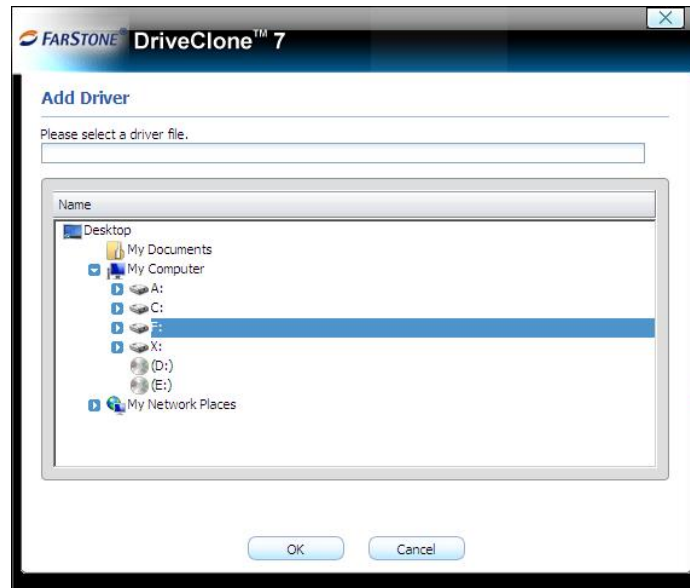 FARSTONE® DriveClone™ 7
Add Driver
Please select a driver file.
Name
Desktop
My Documents
My Computer
A:
C:
F:
X:
(D:)
(E:)
My Network Places
OK Cancel